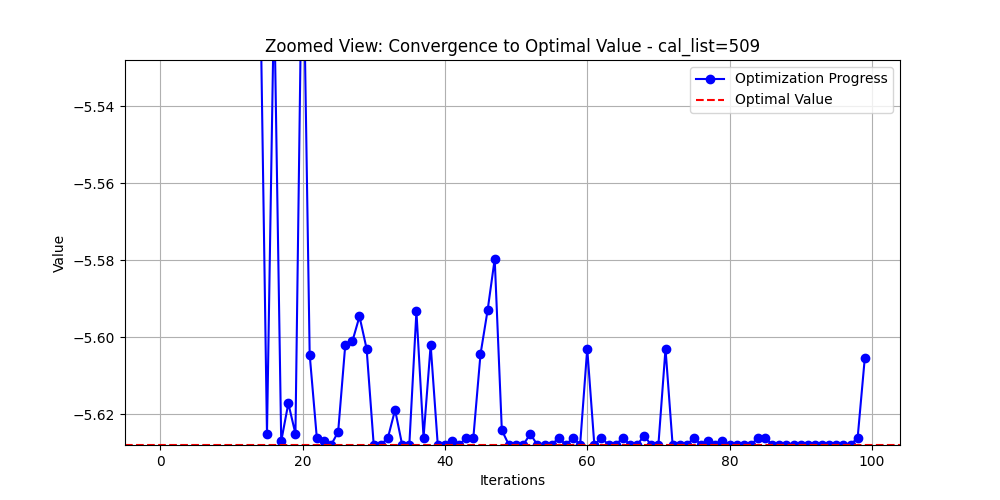 Zoomed View: Convergence to Optimal Value - cal_list=509
Optimization Progress
Optimal Value
−5.54
−5.56
−5.58
−5.60
−5.62
Value
0
20
40
60
80
100
Iterations